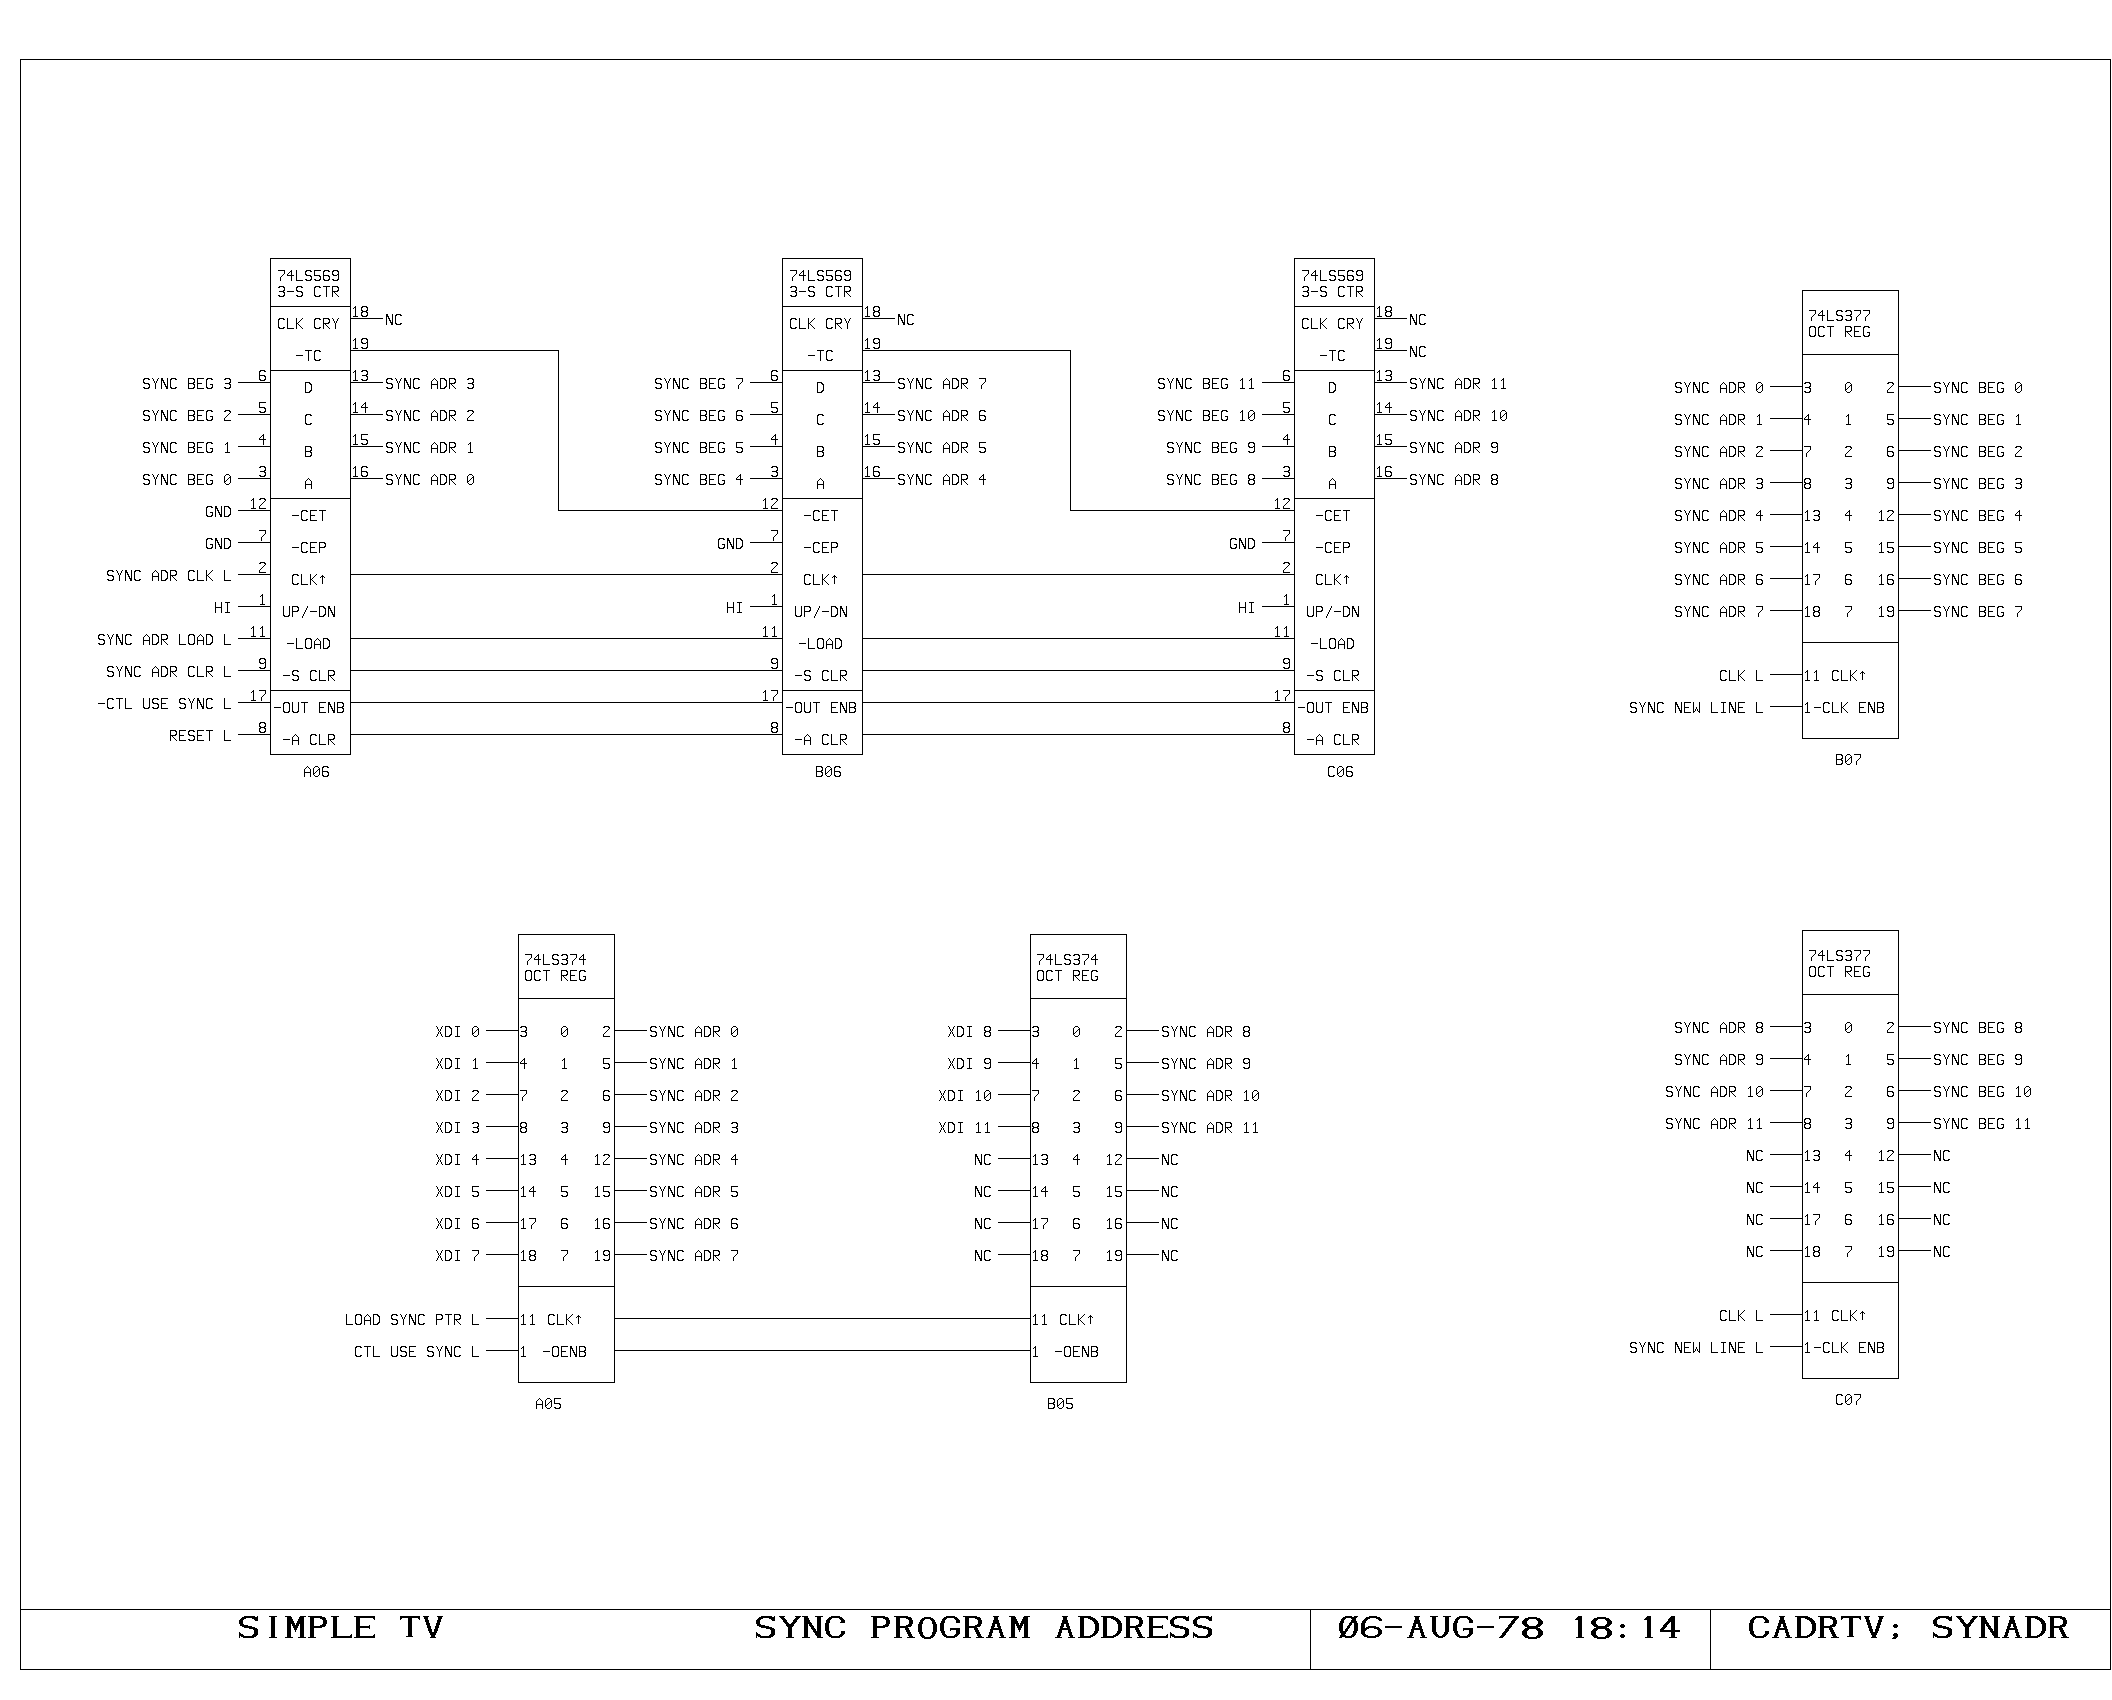 74LS569
3-S CTR
CLK CRY 18 NC
-TC 19
SYNC BEG 3 6 D 13 SYNC ADR 3
SYNC BEG 2 5 C 14 SYNC ADR 2
SYNC BEG 1 4 B 15 SYNC ADR 1
SYNC BEG 0 3 A 16 SYNC ADR 0
GND 12 -CET
GND 7 -CEP
SYNC ADR CLK L 2 CLK↑
HI 1 UP/-DN
SYNC ADR LOAD L 11 -LOAD
SYNC ADR CLR L 9 -S CLR
-CTL USE SYNC L 17 -OUT ENB
RESET L 8 -A CLR
A06
74LS569
3-S CTR
CLK CRY 18 NC
-TC 19
SYNC BEG 7 6 D 13 SYNC ADR 7
SYNC BEG 6 5 C 14 SYNC ADR 6
SYNC BEG 5 4 B 15 SYNC ADR 5
SYNC BEG 4 3 A 16 SYNC ADR 4
12 -CET
GND 7 -CEP
2 CLK↑
HI 1 UP/-DN
11 -LOAD
9 -S CLR
17 -OUT ENB
8 -A CLR
B06
74LS569
3-S CTR
CLK CRY 18 NC
-TC 19 NC
SYNC BEG 11 6 D 13 SYNC ADR 11
SYNC BEG 10 5 C 14 SYNC ADR 10
SYNC BEG 9 4 B 15 SYNC ADR 9
SYNC BEG 8 3 A 16 SYNC ADR 8
12 -CET
GND 7 -CEP
2 CLK↑
HI 1 UP/-DN
11 -LOAD
9 -S CLR
17 -OUT ENB
8 -A CLR
C06
74LS377
OCT REG
SYNC ADR 0 3 0 2 SYNC BEG 0
SYNC ADR 1 4 1 5 SYNC BEG 1
SYNC ADR 2 7 2 6 SYNC BEG 2
SYNC ADR 3 8 3 9 SYNC BEG 3
SYNC ADR 4 13 4 12 SYNC BEG 4
SYNC ADR 5 14 5 15 SYNC BEG 5
SYNC ADR 6 17 6 16 SYNC BEG 6
SYNC ADR 7 18 7 19 SYNC BEG 7
CLK L 11 CLK↑
SYNC NEW LINE L 1-CLK ENB
B07
74LS374
OCT REG
XDI 0 3 0 2 SYNC ADR 0
XDI 1 4 1 5 SYNC ADR 1
XDI 2 7 2 6 SYNC ADR 2
XDI 3 8 3 9 SYNC ADR 3
XDI 4 13 4 12 SYNC ADR 4
XDI 5 14 5 15 SYNC ADR 5
XDI 6 17 6 16 SYNC ADR 6
XDI 7 18 7 19 SYNC ADR 7
LOAD SYNC PTR L 11 CLK↑
CTL USE SYNC L 1 -OENB
A05
74LS374
OCT REG
XDI 8 3 0 2 SYNC ADR 8
XDI 9 4 1 5 SYNC ADR 9
XDI 10 7 2 6 SYNC ADR 10
XDI 11 8 3 9 SYNC ADR 11
NC 13 4 12 NC
NC 14 5 15 NC
NC 17 6 16 NC
NC 18 7 19 NC
11 CLK↑
1 -OENB
B05
74LS377
OCT REG
SYNC ADR 8 3 0 2 SYNC BEG 8
SYNC ADR 9 4 1 5 SYNC BEG 9
SYNC ADR 10 7 2 6 SYNC BEG 10
SYNC ADR 11 8 3 9 SYNC BEG 11
NC 13 4 12 NC
NC 14 5 15 NC
NC 17 6 16 NC
NC 18 7 19 NC
CLK L 11 CLK↑
SYNC NEW LINE L 1-CLK ENB
C07
SIMPLE TV SYNC PROGRAM ADDRESS 06-AUG-78 18:14 CADRTV; SYNADR